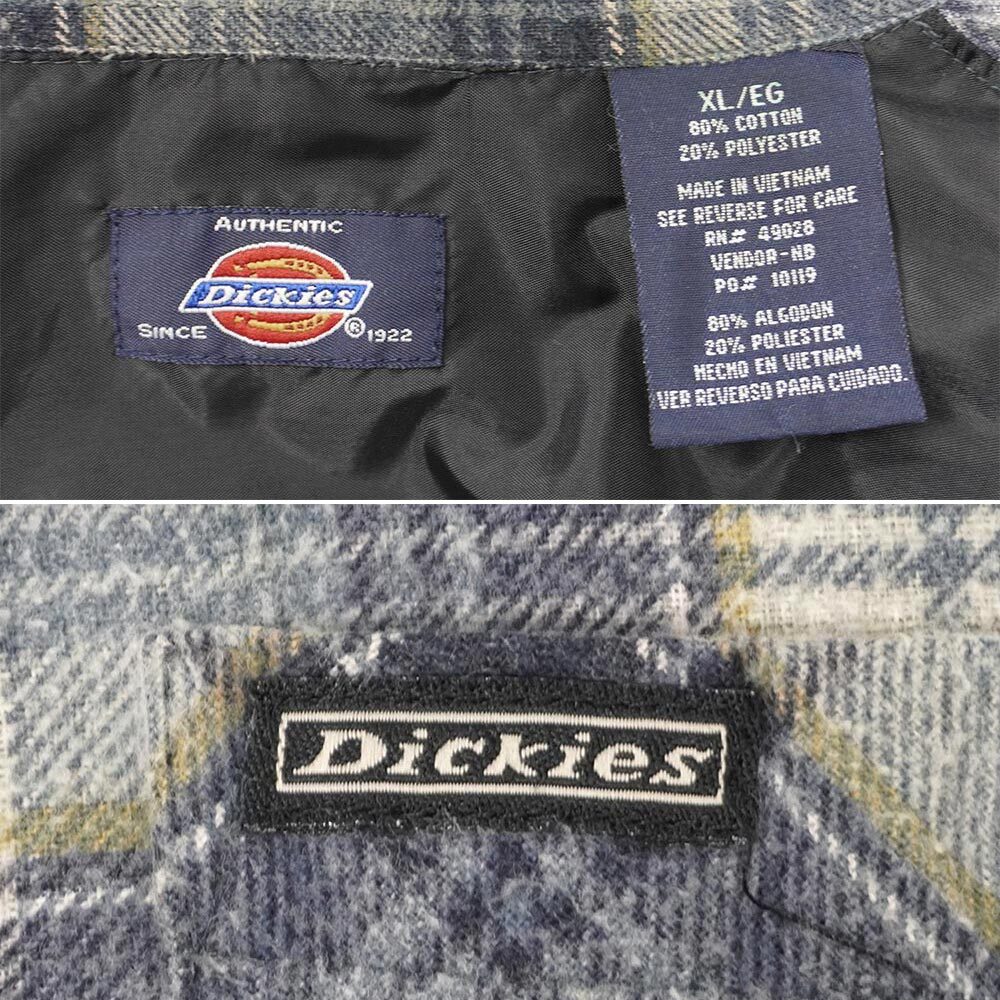 AUTHENTIC
Dickies
SINCE ® 1922
XL/EG
80% COTTON
20% POLYESTER
MADE IN VIETNAM
SEE REVERSE FOR CARE
RN# 49028
VENDOR-NB
PO# 10119
80% ALGODON
20% POLIESTER
HECHO EN VIETNAM
VER REVERSO PARA CUIDADO.
Dickies